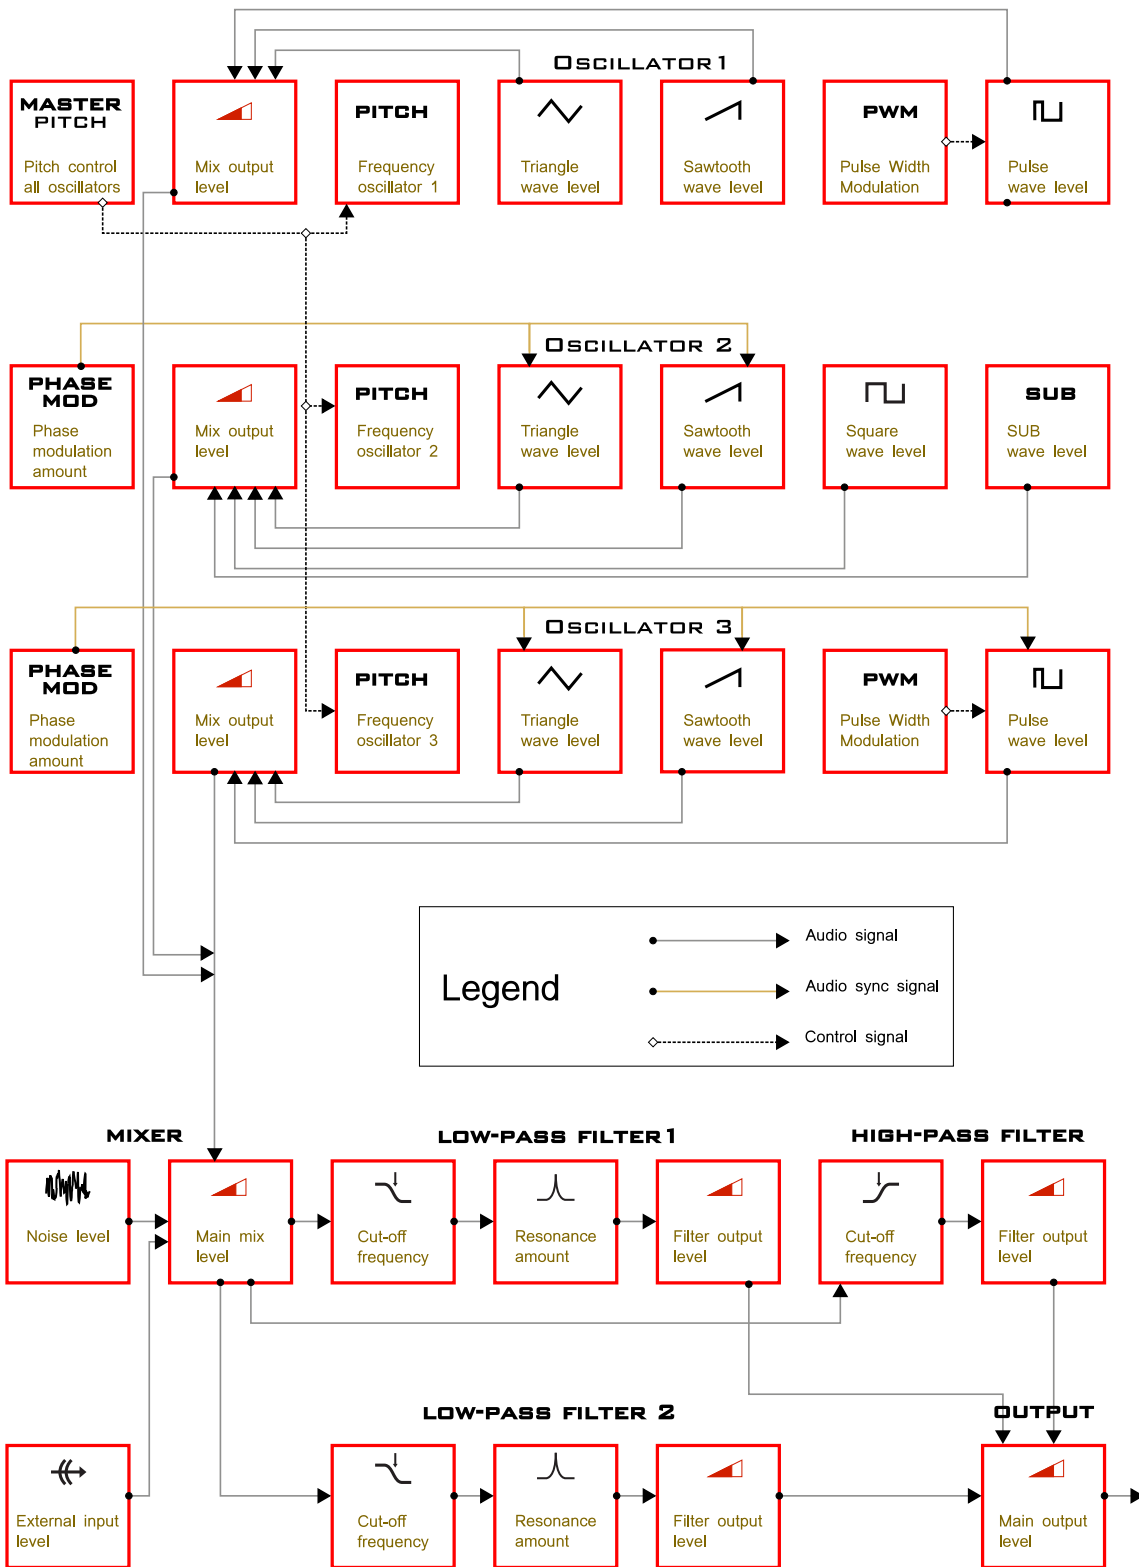 OSCILLATOR 1
MASTER
PITCH
Pitch control
all oscillators
Mix output
level
PITCH
Frequency
oscillator 1
Triangle
wave level
Sawtooth
wave level
PWM
Pulse Width
Modulation
Pulse
wave level
OSCILLATOR 2
PHASE
MOD
Phase
modulation
amount
Mix output
level
PITCH
Frequency
oscillator 2
Triangle
wave level
Sawtooth
wave level
Square
wave level
SUB
SUB
wave level
OSCILLATOR 3
PHASE
MOD
Phase
modulation
amount
Mix output
level
PITCH
Frequency
oscillator 3
Triangle
wave level
Sawtooth
wave level
PWM
Pulse Width
Modulation
Pulse
wave level
Legend
Audio signal
Audio sync signal
Control signal
MIXER
LOW-PASS FILTER 1
HIGH-PASS FILTER
Noise level
Main mix
level
Cut-off
frequency
Resonance
amount
Filter output
level
Cut-off
frequency
Filter output
level
LOW-PASS FILTER 2
OUTPUT
External input
level
Cut-off
frequency
Resonance
amount
Filter output
level
Main output
level